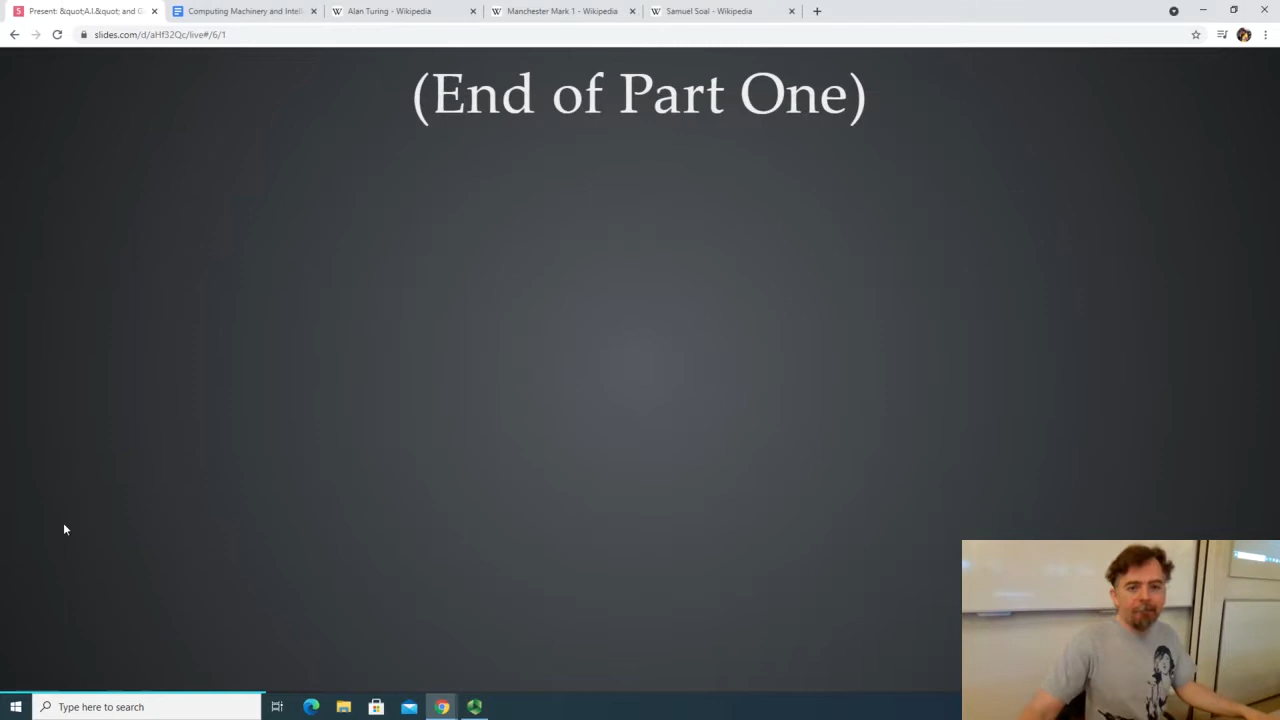 Present: &quot;A.I.&quot; and G
Computing Machinery and Intelli
Alan Turing - Wikipedia
Manchester Mark 1 - Wikipedia
Samuel Soal - Wikipedia
slides.com/d/aHf32Qc/live#/6/1
(End of Part One)
Type here to search